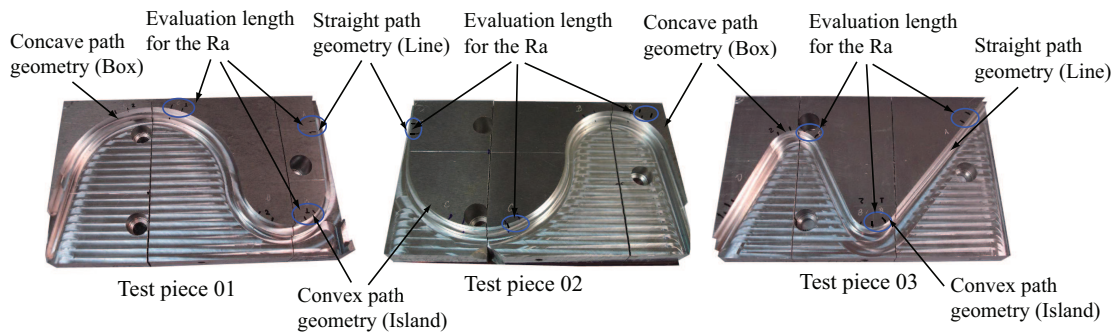 Concave path
geometry (Box)
Evaluation length
for the Ra
Straight path
geometry (Line)
Evaluation length
for the Ra
Concave path
geometry (Box)
Evaluation length
for the Ra
Straight path
geometry (Line)
Test piece 01
Convex path
geometry (Island)
Test piece 02
Test piece 03
Convex path
geometry (Island)